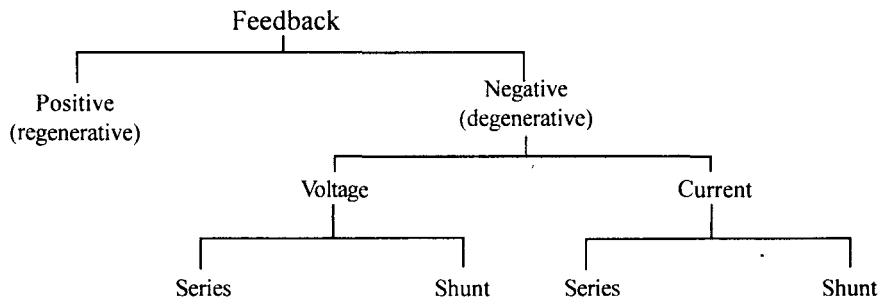 Feedback
Positive
(regenerative)
Negative
(degenerative)
Voltage
Current
Series
Shunt
Series
Shunt